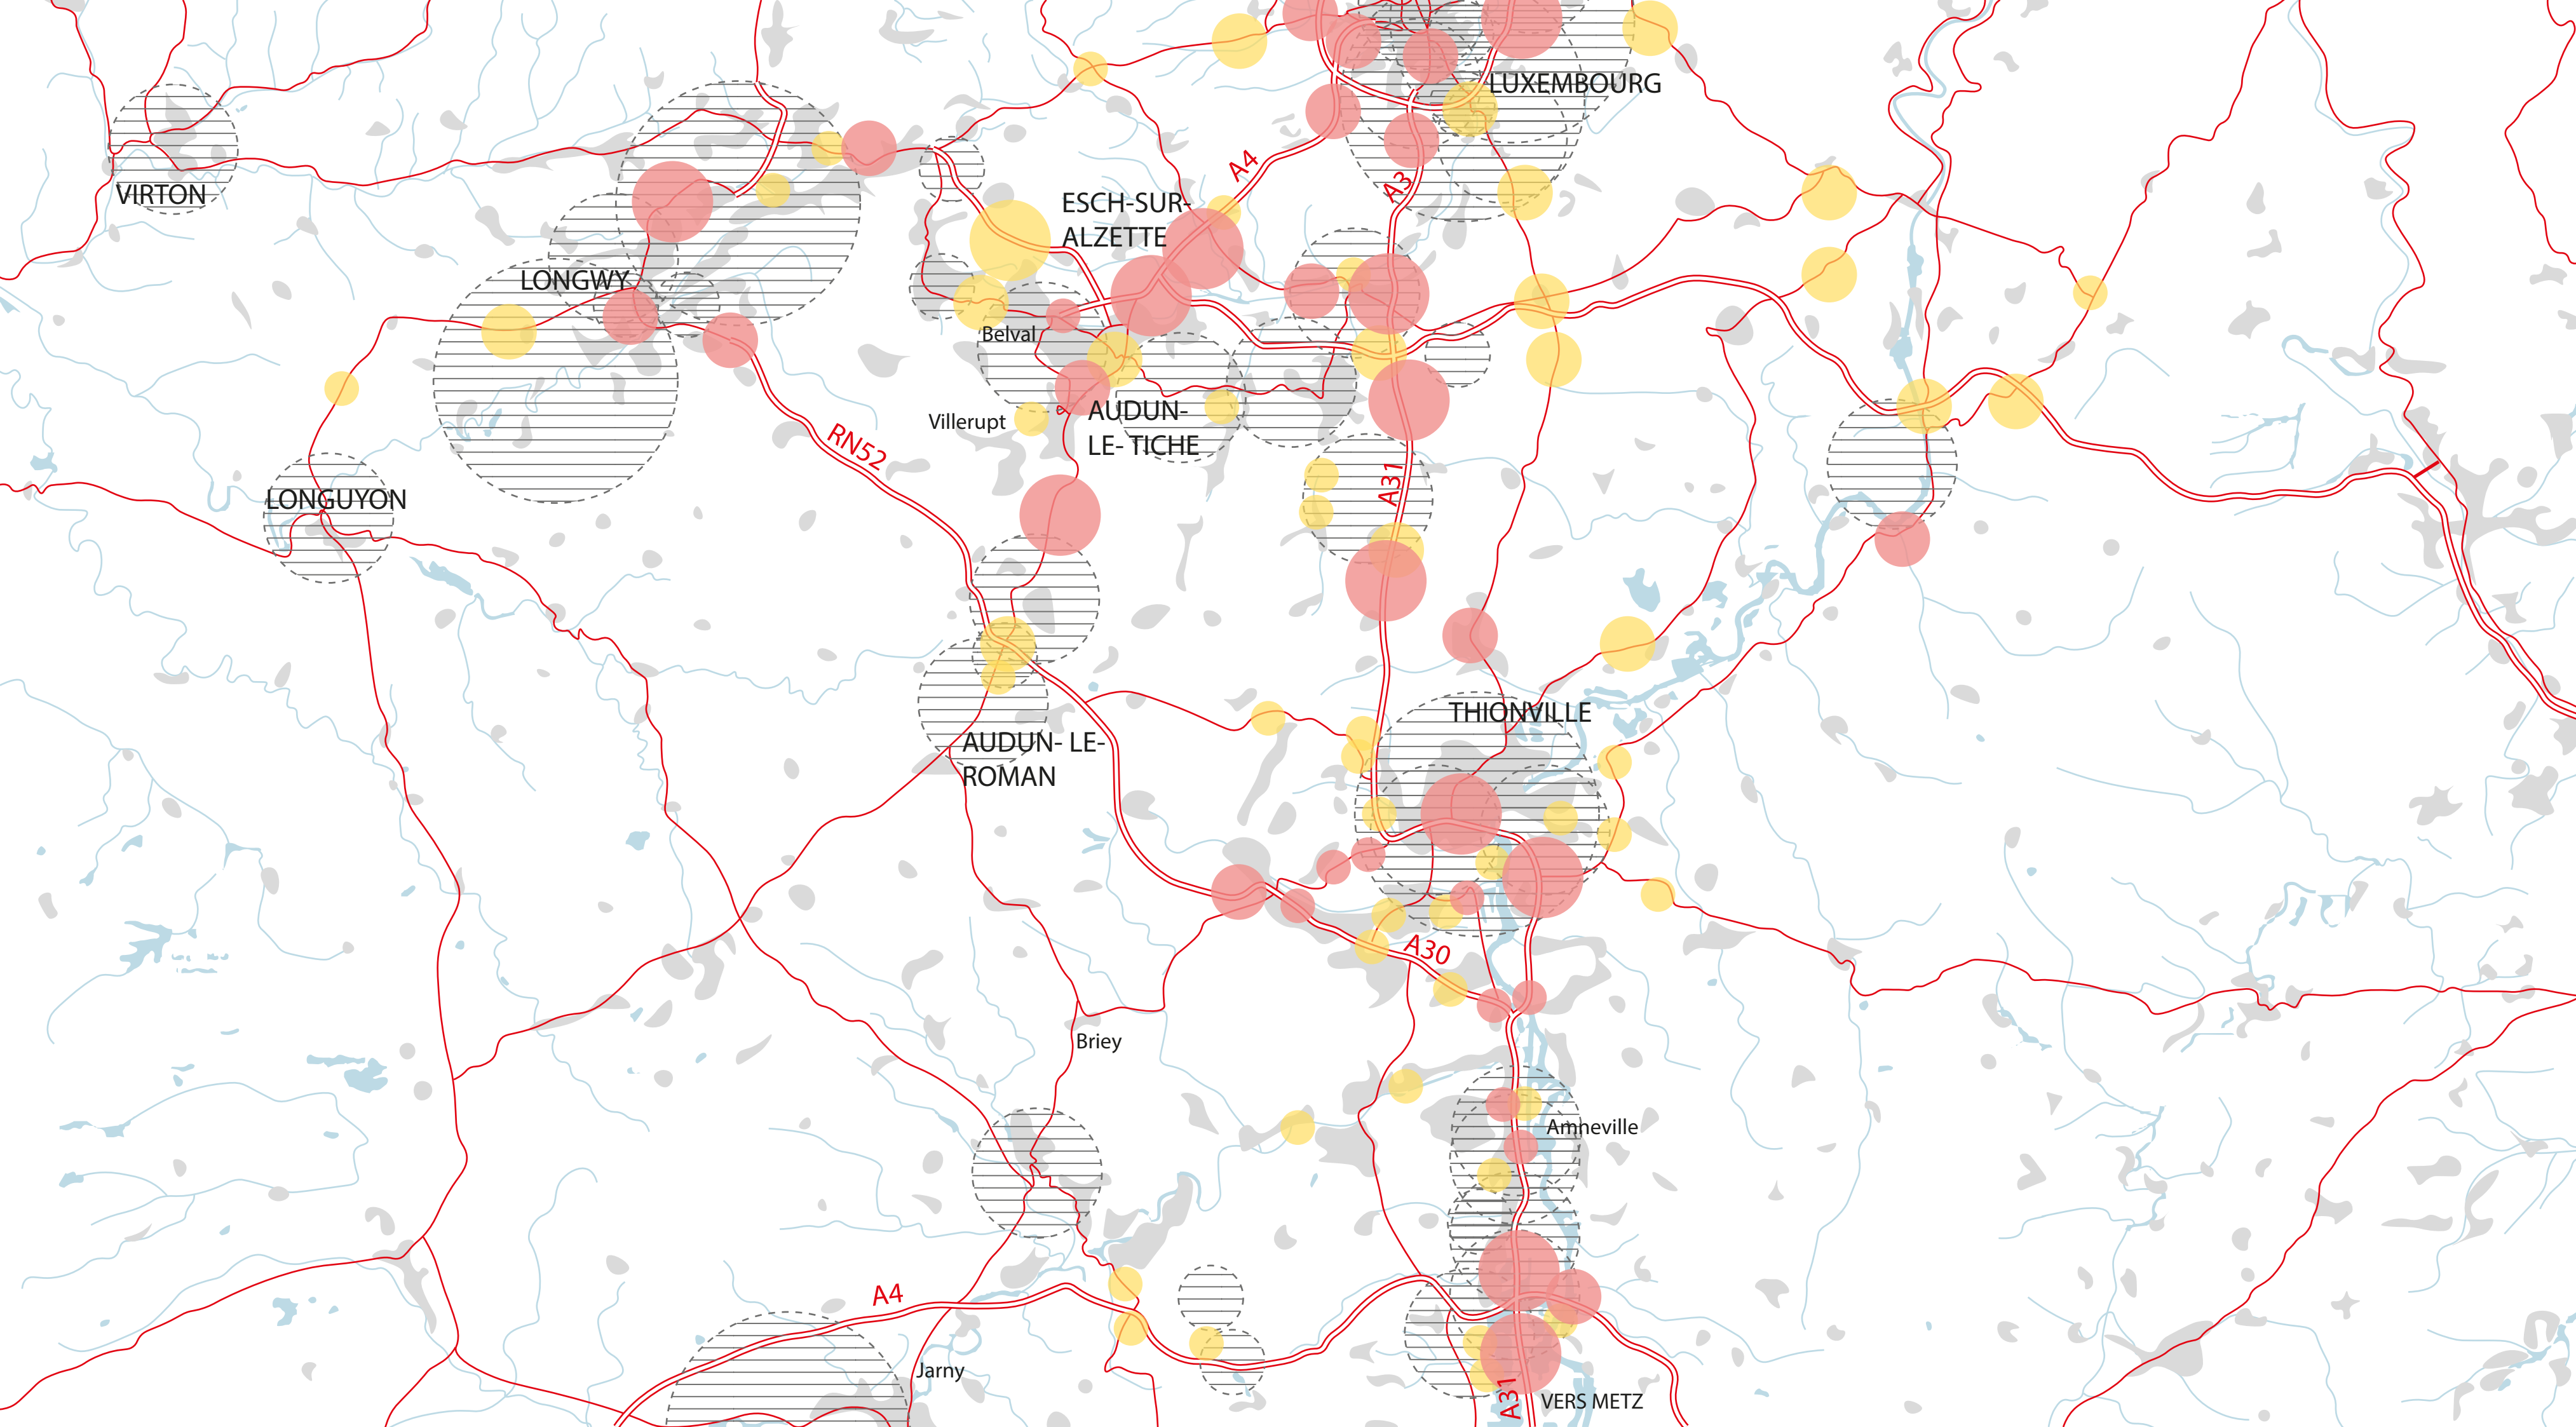 LUXEMBOURG
A4
A3
VIRTON
ESCH-SUR-
ALZETTE
LONGWY
Belval
AUDUN-
LE- TICHE
Villerupt
RN52
A31
LONGUYON
THIONVILLE
AUDUN- LE-
ROMAN
A30
Briey
Amneville
A4
Jarny
A31
VERS METZ